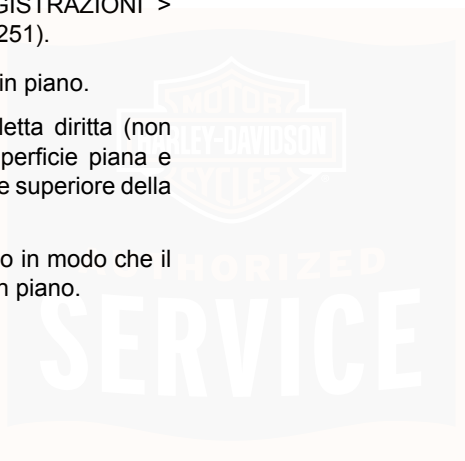 GISTRAZIONI >
251).
in piano.
letta diritta (non
perficie piana e
e superiore della
o in modo che il
n piano.
MOTOR
HARLEY-DAVIDSON
CYCLES
AUTHORIZED
SERVICE